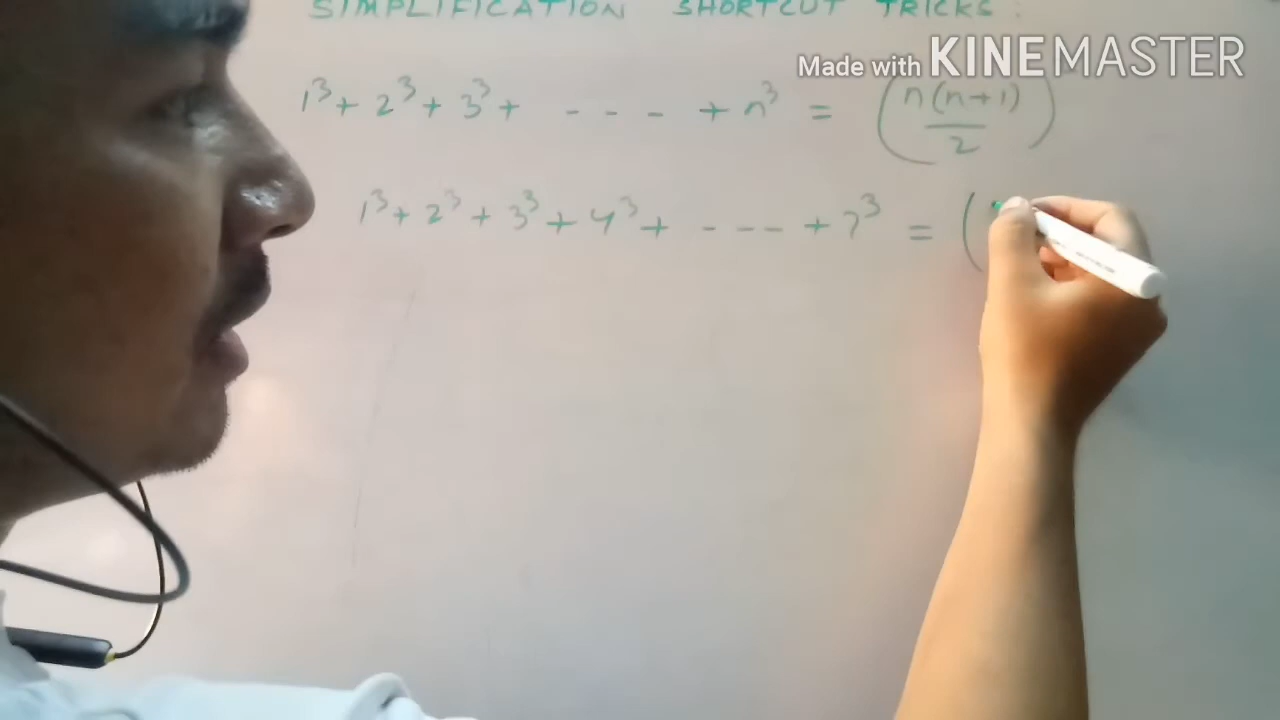 SIMPLIFICATION SHORTCUT TRICKS :
Made with KINEMASTER
1³ + 2³ + 3³ + - - - + n³ = (n(n+1)/2)
1³ + 2³ + 3³ + 4³ + - - - - + 7³ = (